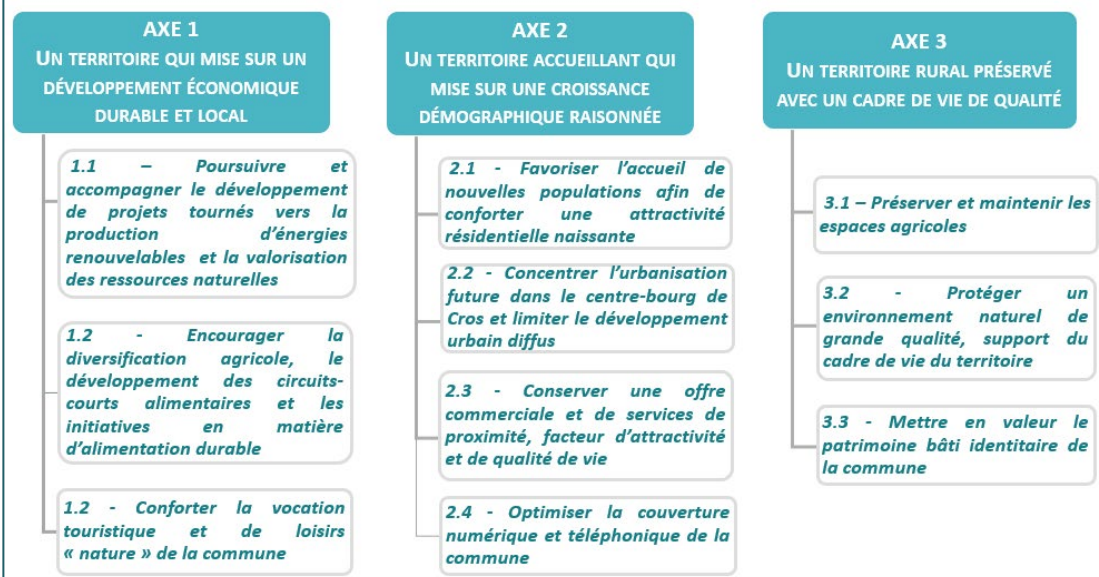 AXE 1
UN TERRITOIRE QUI MISE SUR UN
DÉVELOPPEMENT ÉCONOMIQUE
DURABLE ET LOCAL
1.1 – Poursuivre et
accompagner le développement
de projets tournés vers la
production d'énergies
renouvelables et la valorisation
des ressources naturelles
1.2 - Encourager la
diversification agricole, le
développement des circuits-
courts alimentaires et les
initiatives en matière
d'alimentation durable
1.2 - Conforter la vocation
touristique et de loisirs
« nature » de la commune
AXE 2
UN TERRITOIRE ACCUEILLANT QUI
MISE SUR UNE CROISSANCE
DÉMOGRAPHIQUE RAISONNÉE
2.1 - Favoriser l'accueil de
nouvelles populations afin de
conforter une attractivité
résidentielle naissante
2.2 - Concentrer l'urbanisation
future dans le centre-bourg de
Cros et limiter le développement
urbain diffus
2.3 - Conserver une offre
commerciale et de services de
proximité, facteur d'attractivité
et de qualité de vie
2.4 - Optimiser la couverture
numérique et téléphonique de la
commune
AXE 3
UN TERRITOIRE RURAL PRÉSERVÉ
AVEC UN CADRE DE VIE DE QUALITÉ
3.1 – Préserver et maintenir les
espaces agricoles
3.2 - Protéger un
environnement naturel de
grande qualité, support du
cadre de vie du territoire
3.3 - Mettre en valeur le
patrimoine bâti identitaire de
la commune